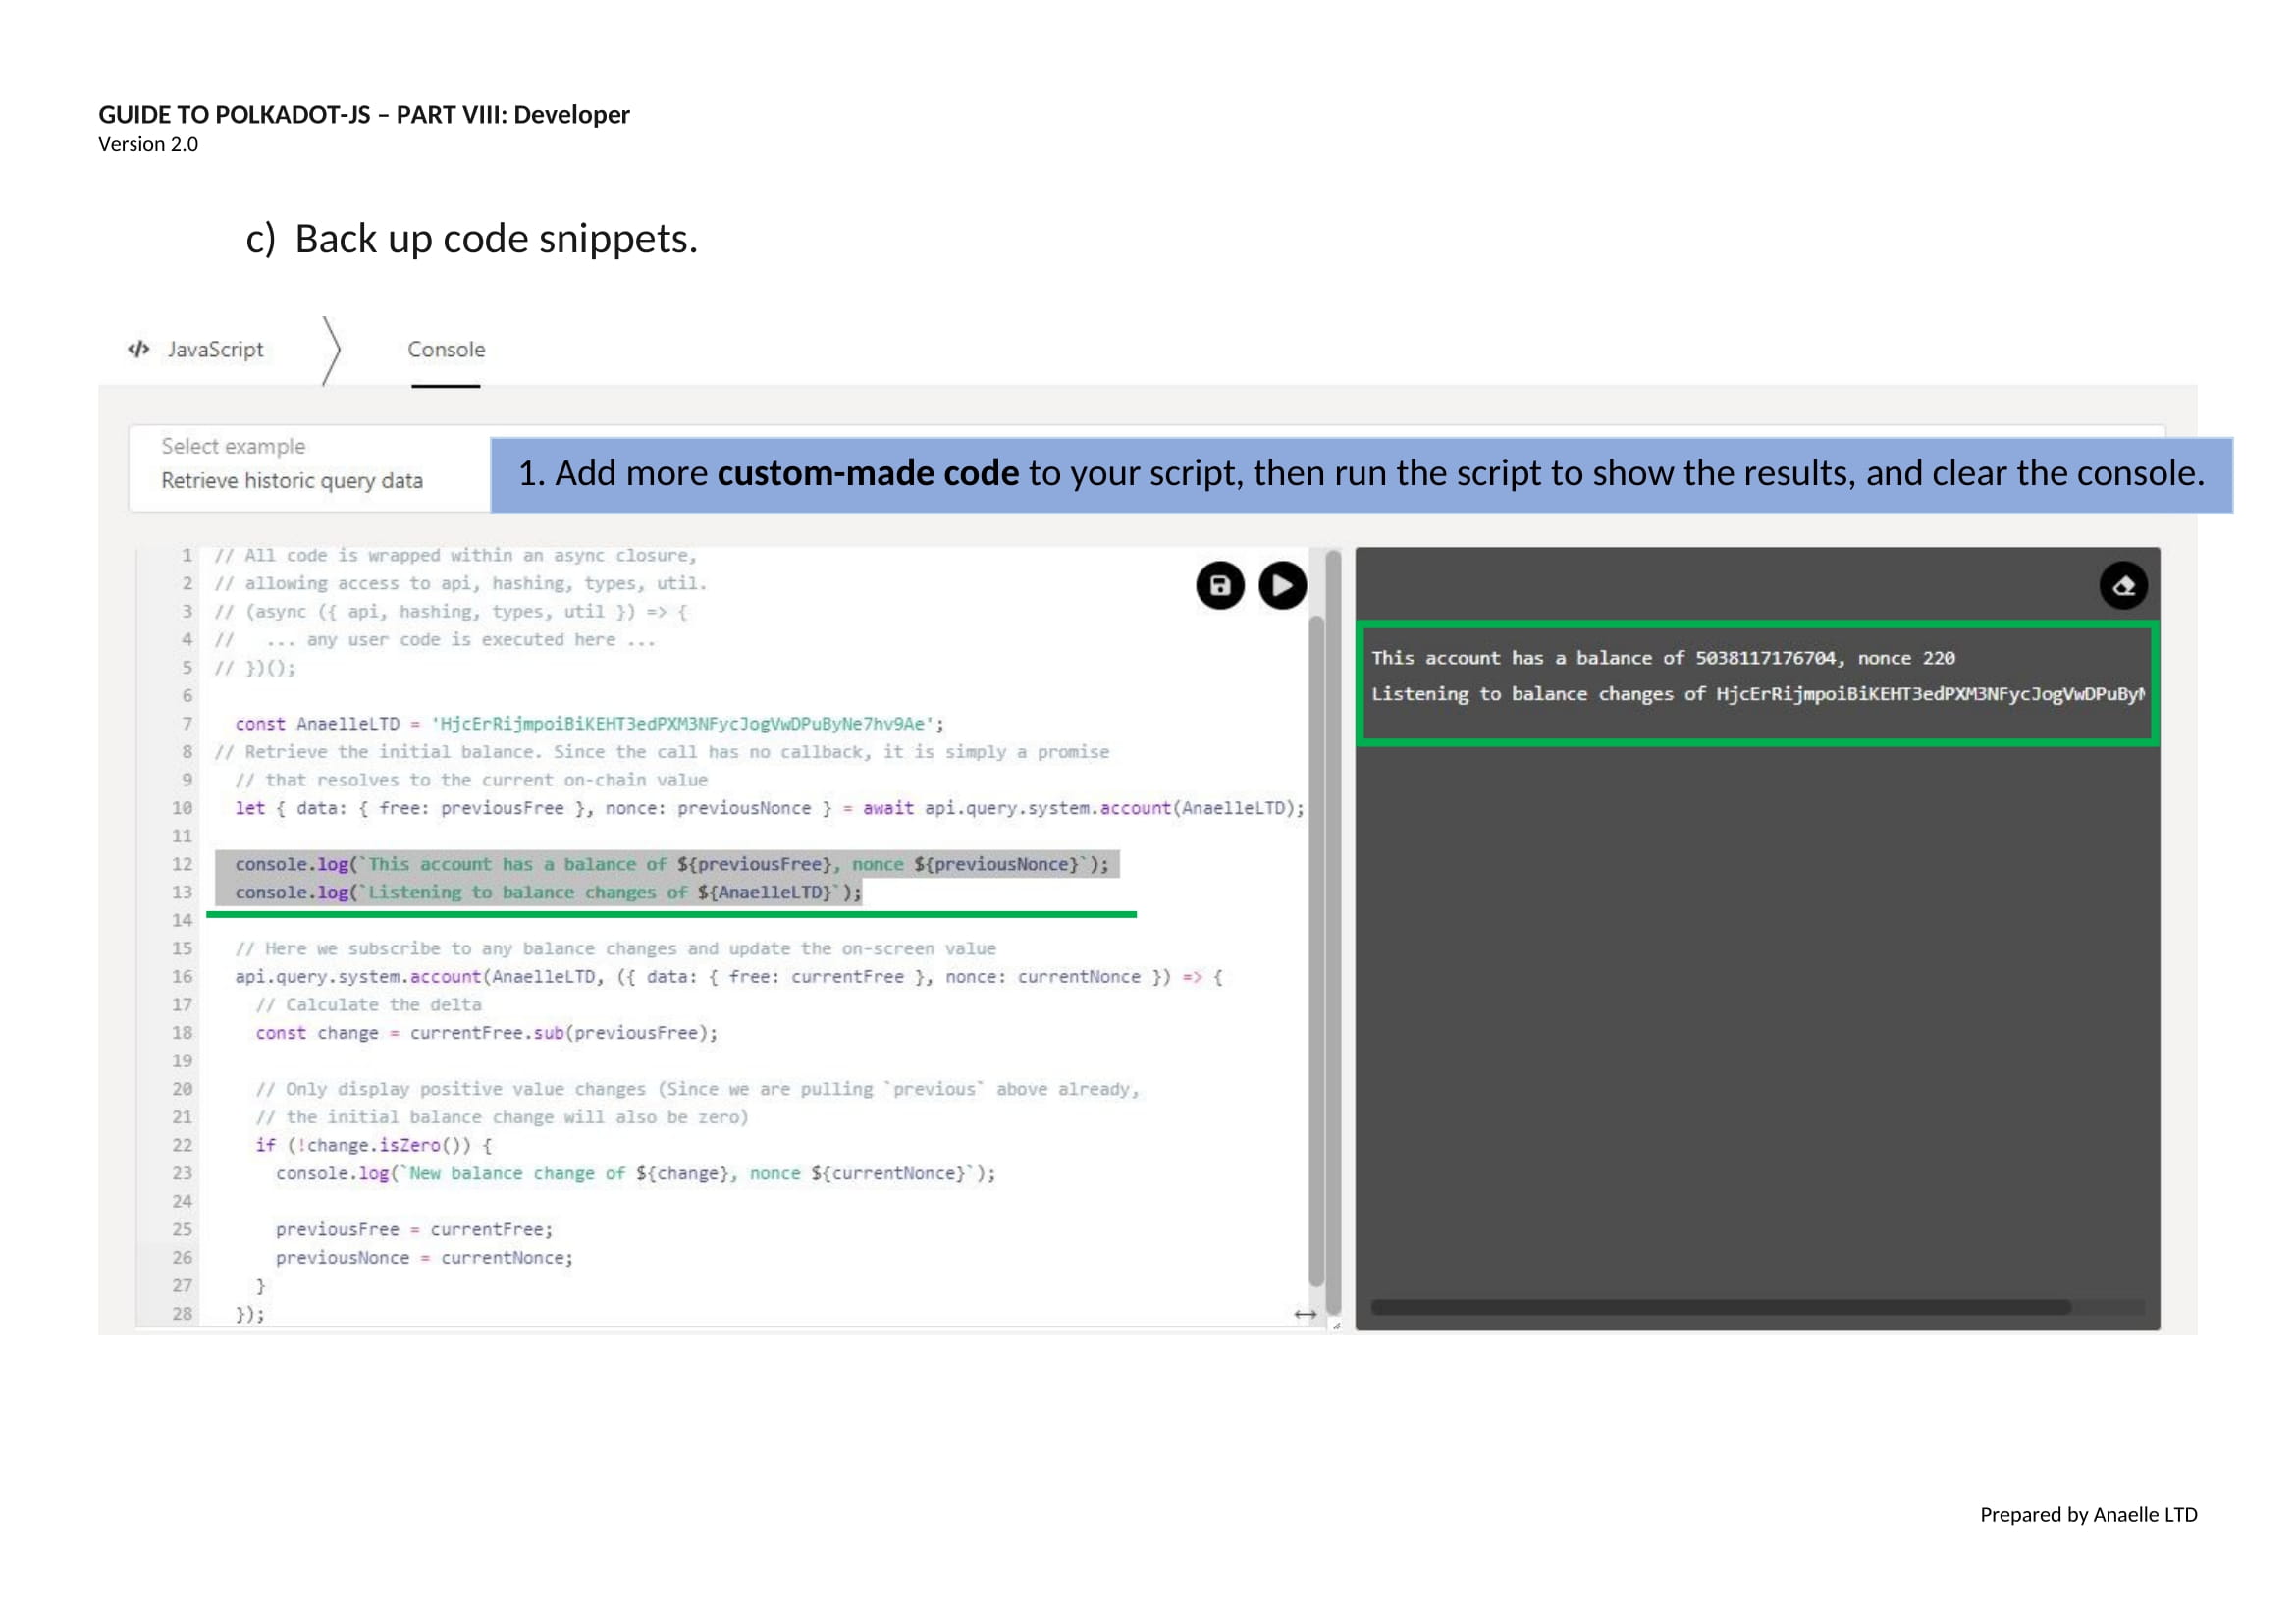 GUIDE TO POLKADOT-JS – PART VIII: Developer
Version 2.0
c) Back up code snippets.
JavaScript
Console
Select example
Retrieve historic query data
1. Add more custom-made code to your script, then run the script to show the results, and clear the console.
1 // All code is wrapped within an async closure,
2 // allowing access to api, hashing, types, util.
3 // (async ({ api, hashing, types, util }) => {
4 //   ... any user code is executed here ...
5 // })();
6
7   const AnaelleLTD = 'HjcErRijmpoiBiKEHT3edPXM3NFycJogVwDPuByNe7hv9Ae';
8 // Retrieve the initial balance. Since the call has no callback, it is simply a promise
9   // that resolves to the current on-chain value
10   let { data: { free: previousFree }, nonce: previousNonce } = await api.query.system.account(AnaelleLTD);
11
12   console.log(`This account has a balance of ${previousFree}, nonce ${previousNonce}`);
13   console.log(`Listening to balance changes of ${AnaelleLTD}`);
14
15   // Here we subscribe to any balance changes and update the on-screen value
16   api.query.system.account(AnaelleLTD, ({ data: { free: currentFree }, nonce: currentNonce }) => {
17     // Calculate the delta
18     const change = currentFree.sub(previousFree);
19
20     // Only display positive value changes (Since we are pulling `previous` above already,
21     // the initial balance change will also be zero)
22     if (!change.isZero()) {
23       console.log(`New balance change of ${change}, nonce ${currentNonce}`);
24
25       previousFree = currentFree;
26       previousNonce = currentNonce;
27     }
28   });
This account has a balance of 5038117176704, nonce 220
Listening to balance changes of HjcErRijmpoiBiKEHT3edPXM3NFycJogVwDPuByN
Prepared by Anaelle LTD